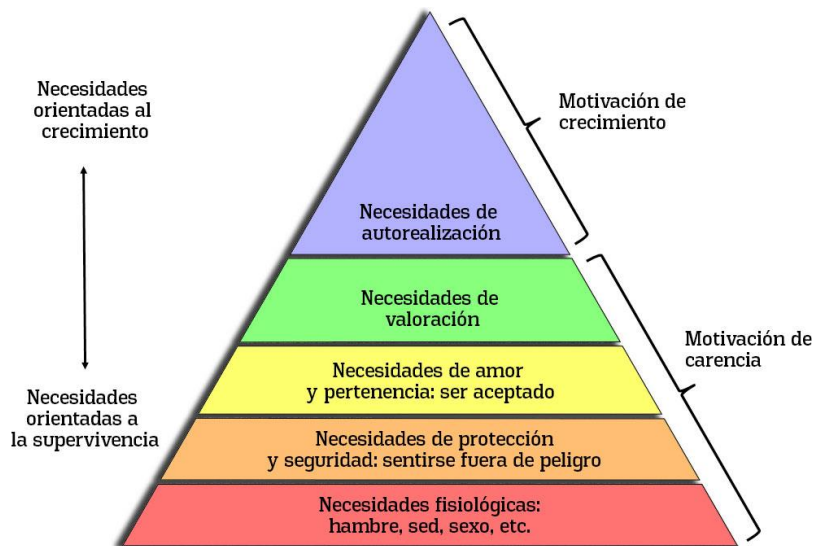 Necesidades
orientadas al
crecimiento
Motivación de
crecimiento
Necesidades de
autorealización
Necesidades de
valoración
Motivación de
carencia
Necesidades de amor
y pertenencia: ser aceptado
Necesidades
orientadas a
la supervivencia
Necesidades de protección
y seguridad: sentirse fuera de peligro
Necesidades fisiológicas:
hambre, sed, sexo, etc.